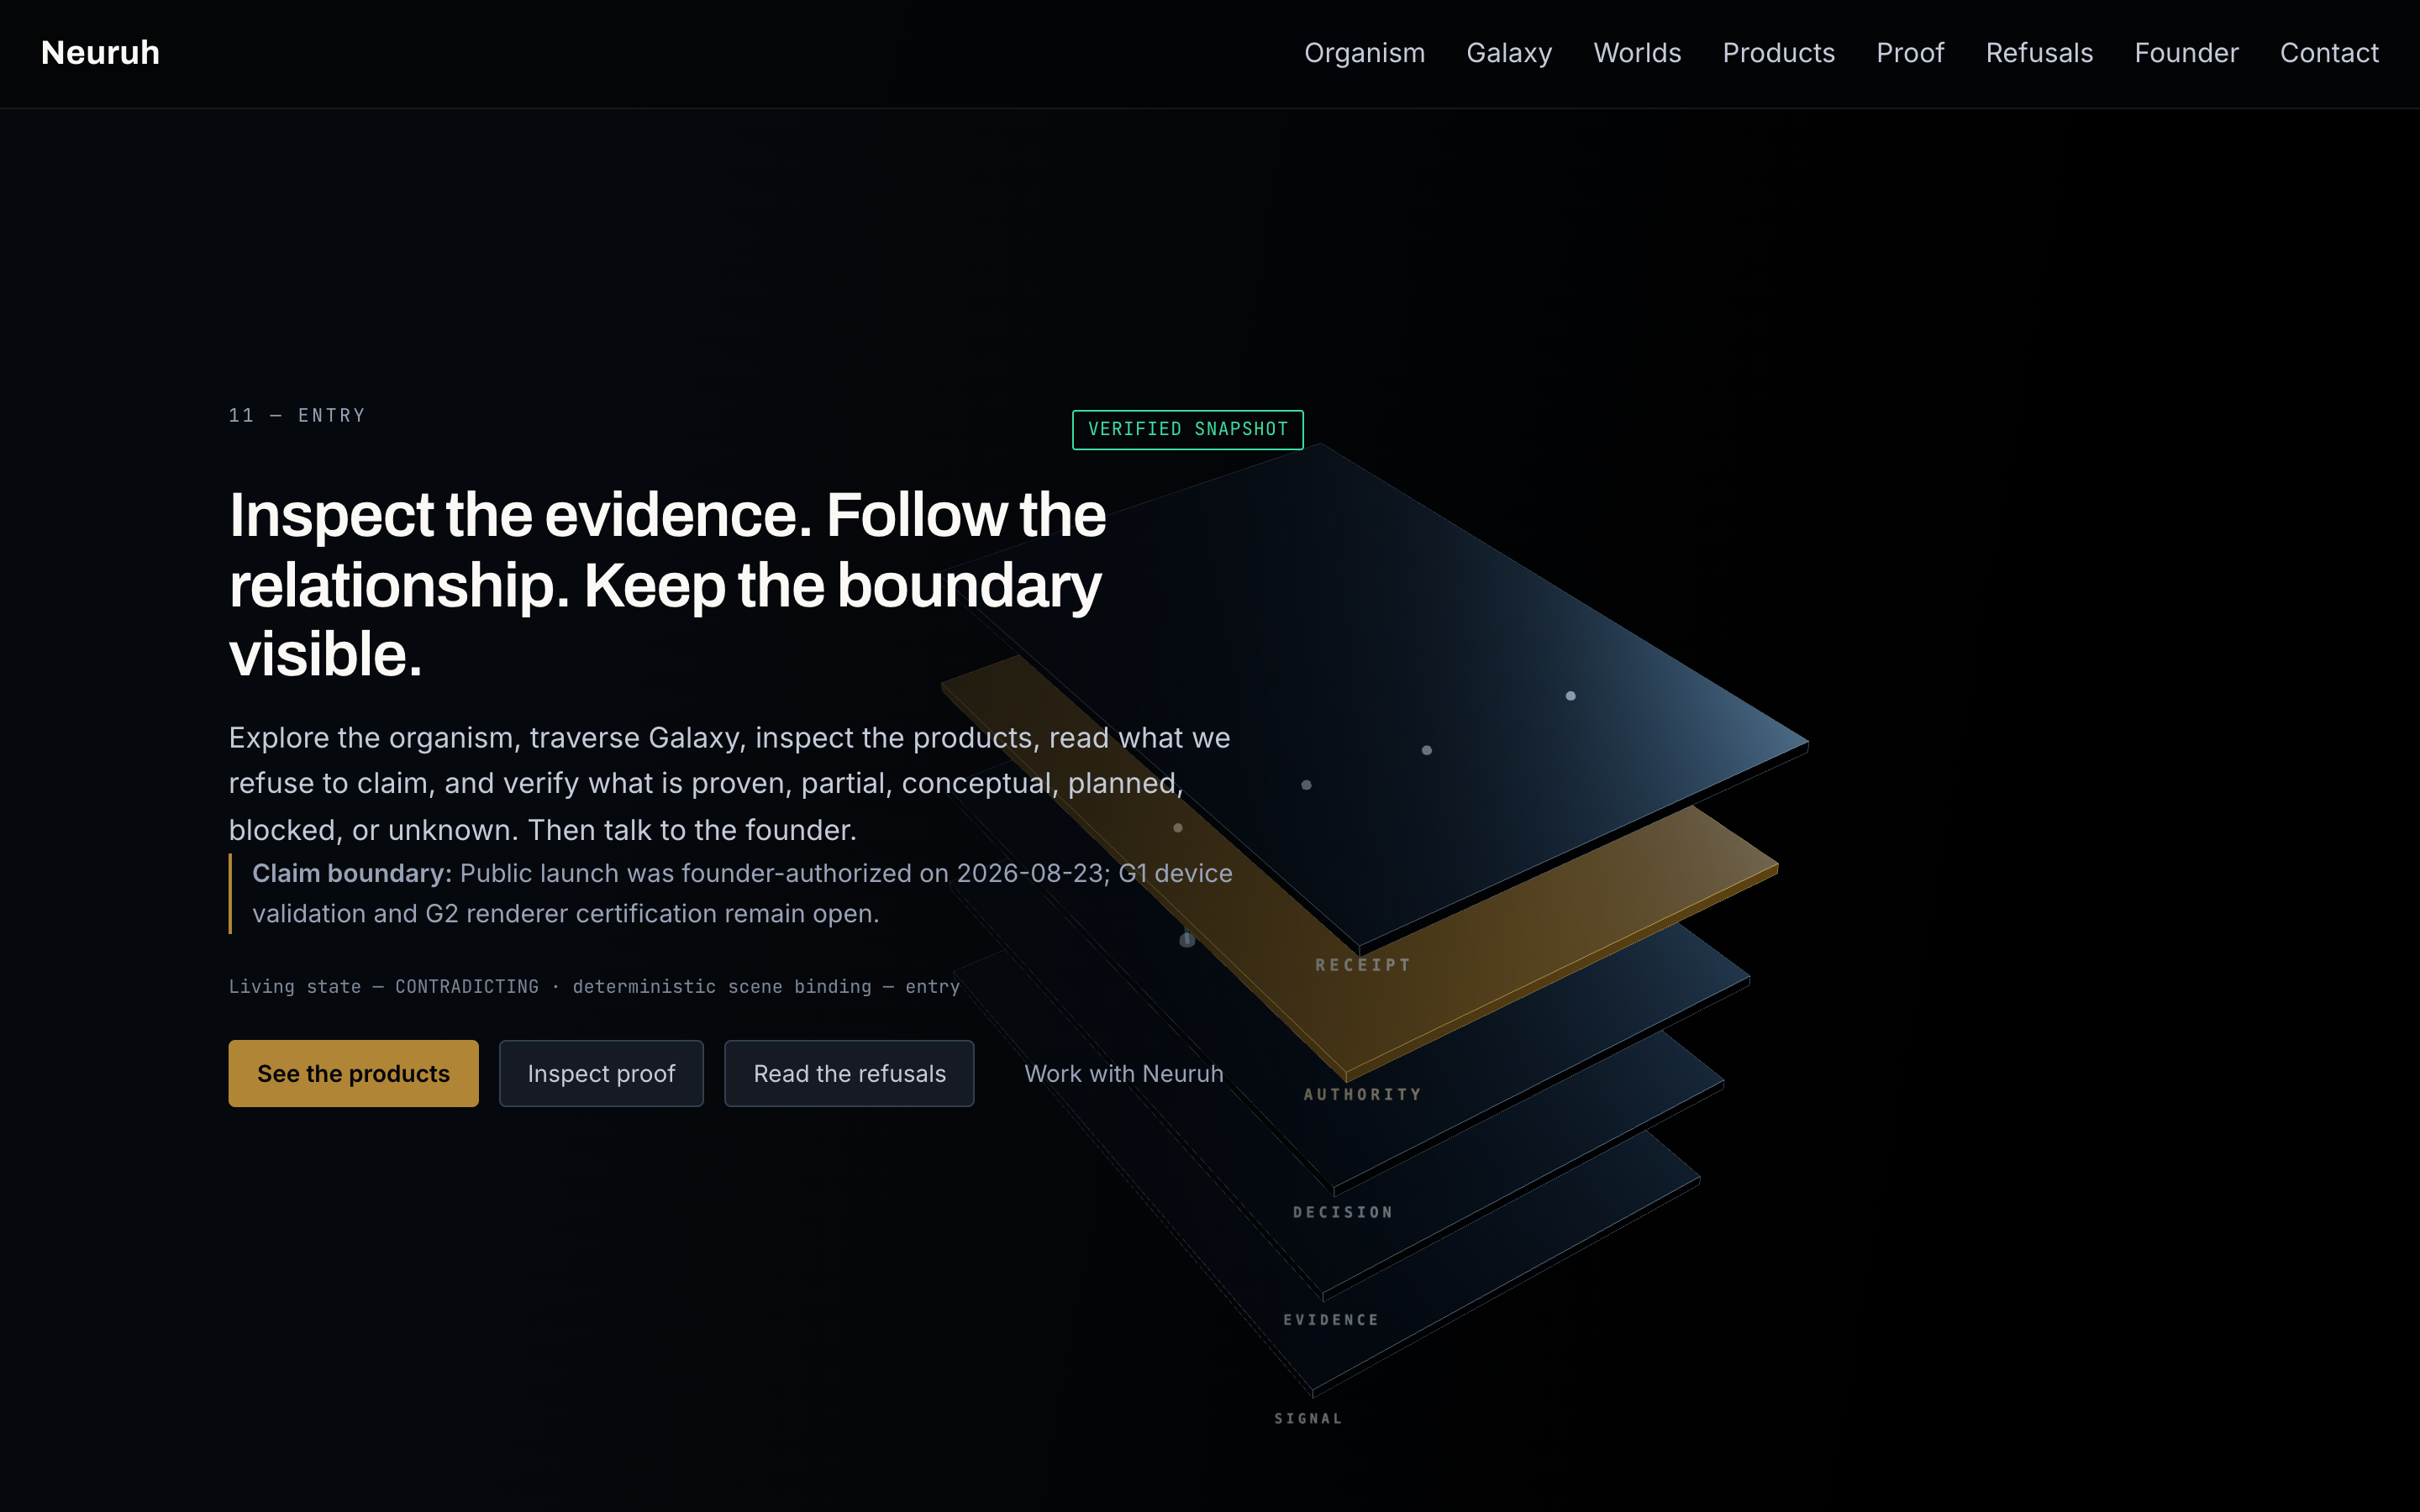 Neuruh
Organism Galaxy Worlds Products Proof Refusals Founder Contact
11 — ENTRY
VERIFIED SNAPSHOT
Inspect the evidence. Follow the
relationship. Keep the boundary
visible.
Explore the organism, traverse Galaxy, inspect the products, read what we
refuse to claim, and verify what is proven, partial, conceptual, planned,
blocked, or unknown. Then talk to the founder.
Claim boundary: Public launch was founder-authorized on 2026-08-23; G1 device
validation and G2 renderer certification remain open.
Living state — CONTRADICTING · deterministic scene binding — entry
See the products
Inspect proof
Read the refusals
Work with Neuruh
RECEIPT
AUTHORITY
DECISION
EVIDENCE
SIGNAL